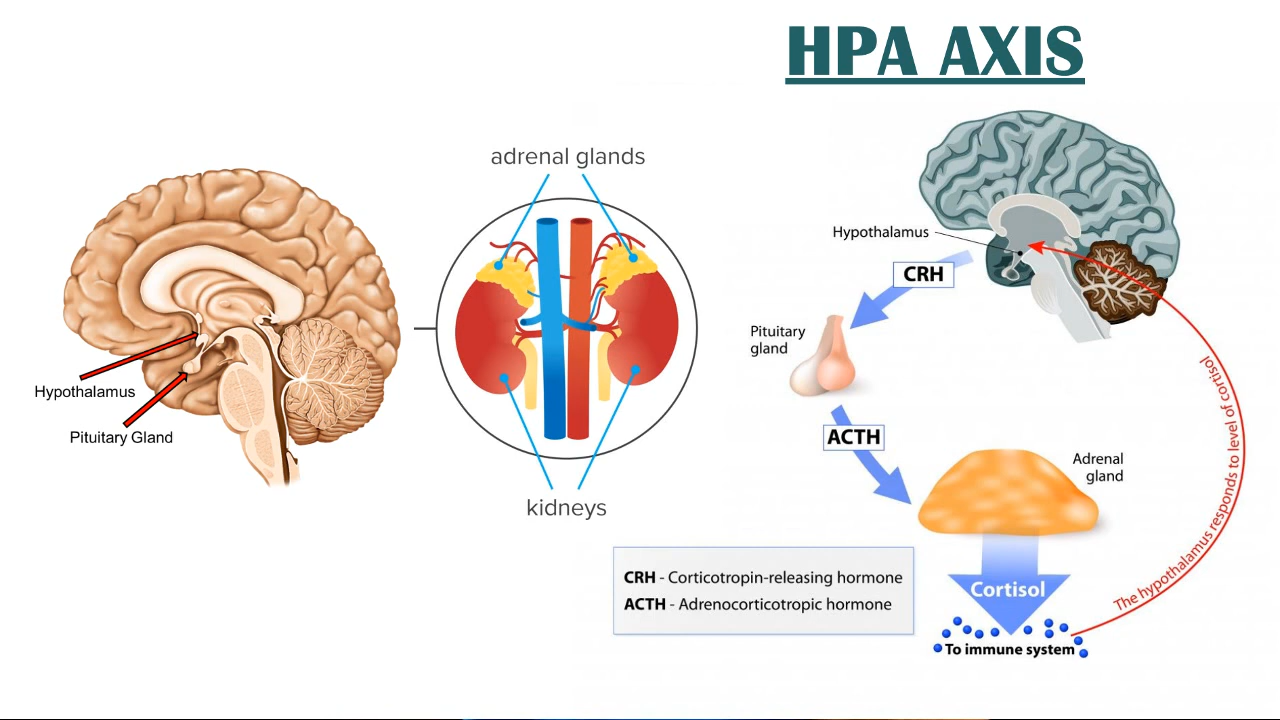 HPA AXIS
adrenal glands
Hypothalamus
Pituitary Gland
kidneys
Hypothalamus
CRH
Pituitary
gland
ACTH
Adrenal
gland
Cortisol
To immune system
The hypothalamus responds to level of cortisol
CRH - Corticotropin-releasing hormone
ACTH - Adrenocorticotropic hormone